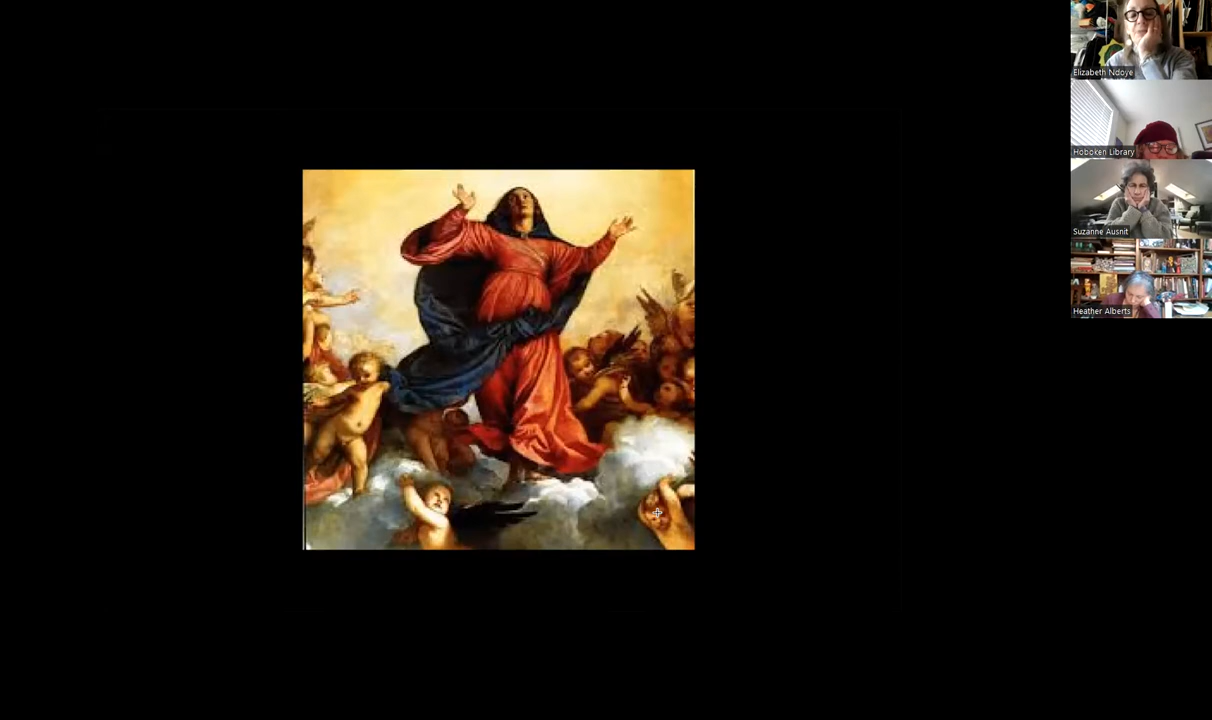 Elizabeth Ndoye
Hoboken Library
Suzanne Ausnit
Heather Alberts